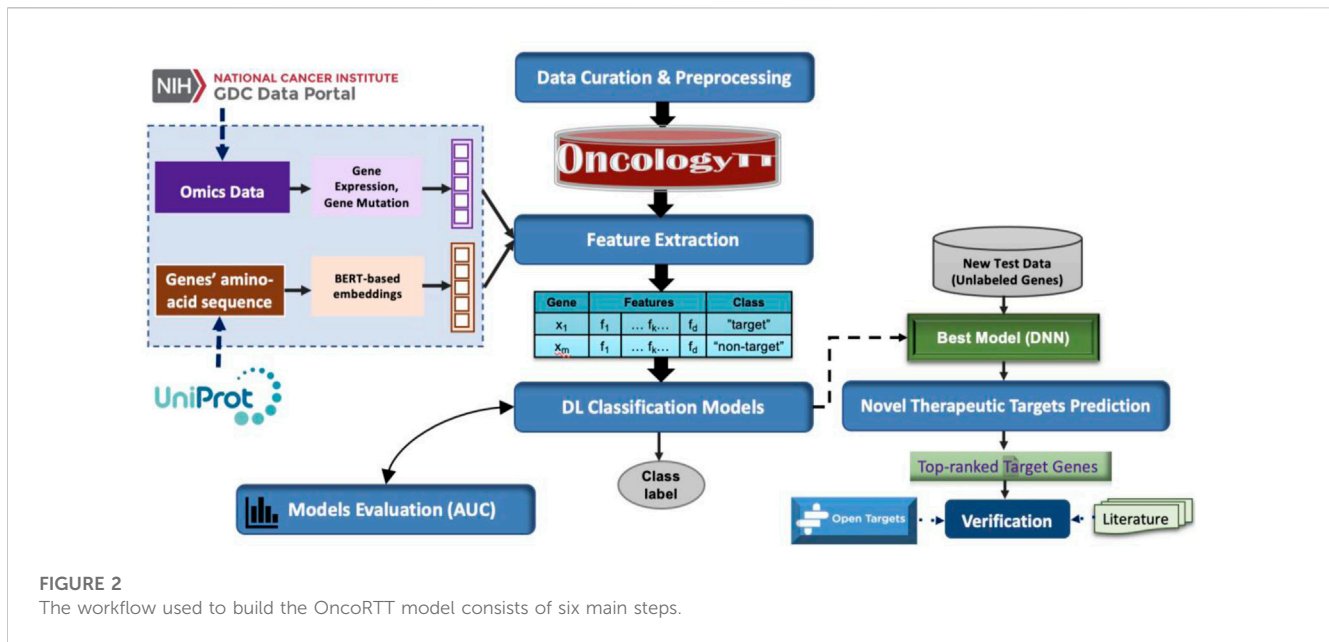 NIH NATIONAL CANCER INSTITUTE
GDC Data Portal
Omics Data
Gene
Expression,
Gene Mutation
Genes' amino-
acid sequence
BERT-based
embeddings
UniProt
Data Curation & Preprocessing
OncologyTT
Feature Extraction
Gene Features Class
x1 f1 ... fk... fd "target"
xm f1 ... fk... fd "non-target"
DL Classification Models
Class
label
Models Evaluation (AUC)
New Test Data
(Unlabeled Genes)
Best Model (DNN)
Novel Therapeutic Targets Prediction
Top-ranked Target Genes
Open Targets
Verification
Literature
FIGURE 2
The workflow used to build the OncoRTT model consists of six main steps.